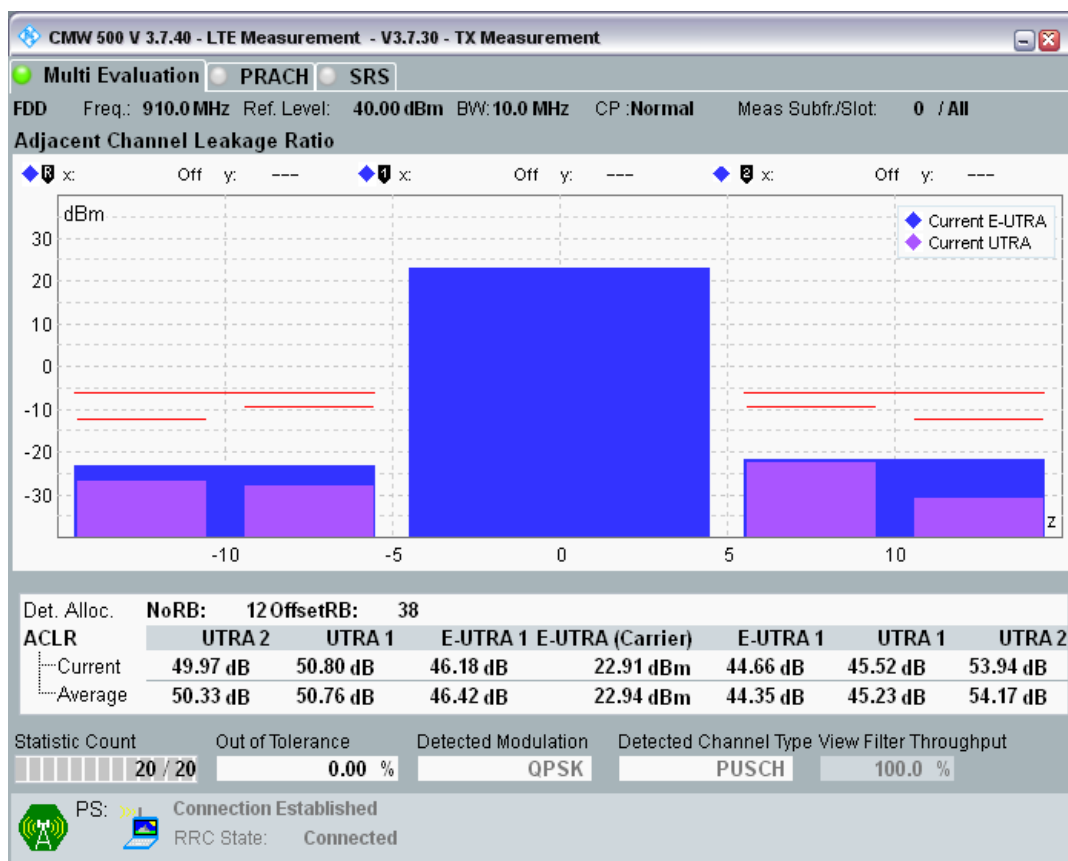 CMW 500 V 3.7.40 - LTE Measurement - V3.7.30 - TX Measurement
Multi Evaluation PRACH SRS
FDD Freq.: 910.0 MHz Ref. Level: 40.00 dBm BW: 10.0 MHz CP :Normal Meas Subfr./Slot: 0 / All
Adjacent Channel Leakage Ratio
R x: Off y: --- 1 x: Off y: --- 2 x: Off y: ---
dBm
Current E-UTRA
Current UTRA
30
20
10
0
-10
-20
-30
z
-10 -5 0 5 10
Det. Alloc. NoRB: 12 OffsetRB: 38
ACLR UTRA 2 UTRA 1 E-UTRA 1 E-UTRA (Carrier) E-UTRA 1 UTRA 1 UTRA 2
Current 49.97 dB 50.80 dB 46.18 dB 22.91 dBm 44.66 dB 45.52 dB 53.94 dB
Average 50.33 dB 50.76 dB 46.42 dB 22.94 dBm 44.35 dB 45.23 dB 54.17 dB
Statistic Count Out of Tolerance Detected Modulation Detected Channel Type View Filter Throughput
20 / 20 0.00 % QPSK PUSCH 100.0 %
PS: Connection Established
RRC State: Connected